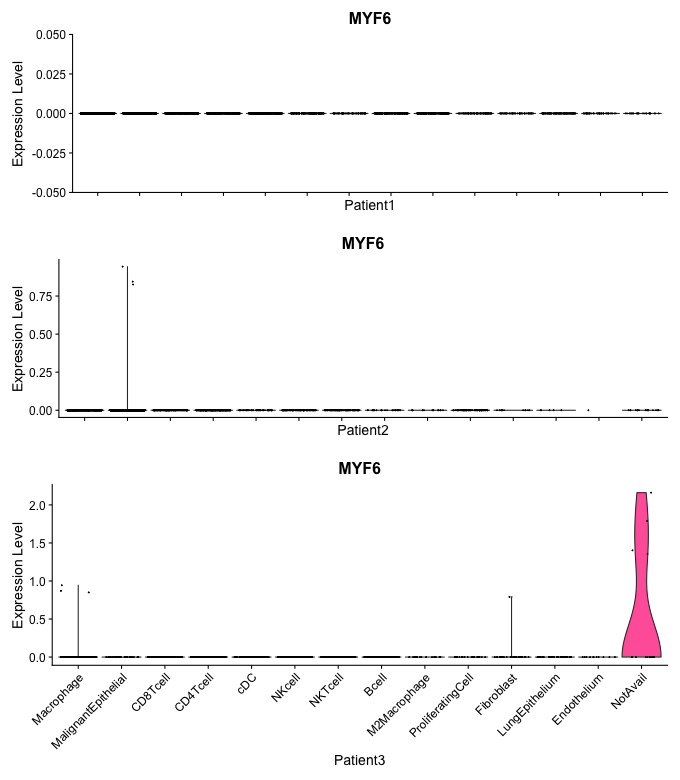 MYF6
0.050
0.025
0.000
-0.025
-0.050
Expression Level
Patient1
MYF6
0.75
0.50
0.25
0.00
Expression Level
Patient2
MYF6
2.0
1.5
1.0
0.5
0.0
Expression Level
Macrophage
MalignantEpithelial
CD8Tcell
CD4Tcell
cDC
NKcell
NKTcell
Bcell
M2Macrophage
ProliferatingCell
Fibroblast
LungEpithelium
Endothelium
NotAvail
Patient3